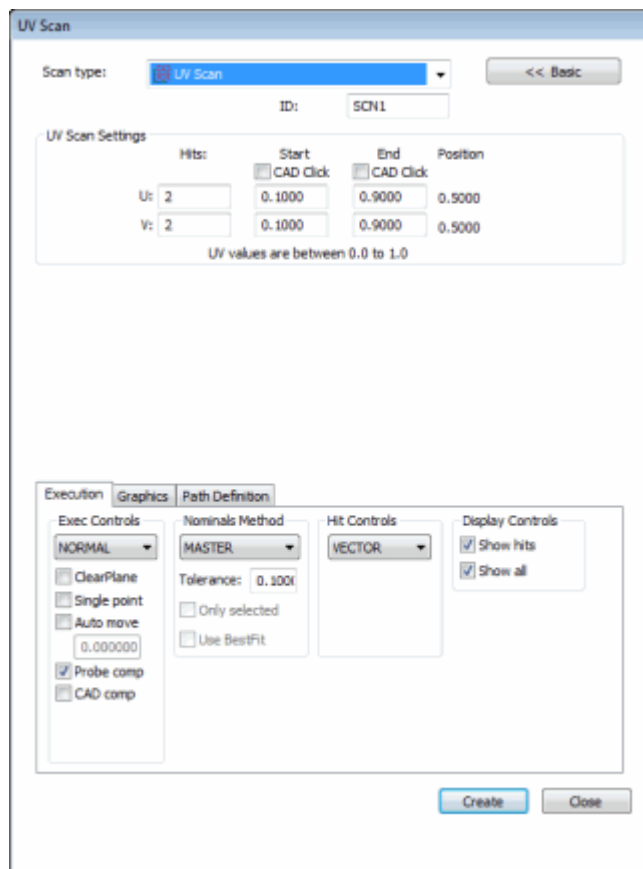 UV Scan
Scan type: UV Scan << Basic
ID: SCN1
UV Scan Settings
Hits: Start End Position
CAD Click CAD Click
U: 2 0.1000 0.9000 0.5000
V: 2 0.1000 0.9000 0.5000
UV values are between 0.0 to 1.0
Execution Graphics Path Definition
Exec Controls Nominals Method Hit Controls Display Controls
NORMAL MASTER VECTOR Show hits
ClearPlane Tolerance: 0.100 Show all
Single point Only selected
Auto move Use BestFit
0.000000
Probe comp
CAD comp
Create Close